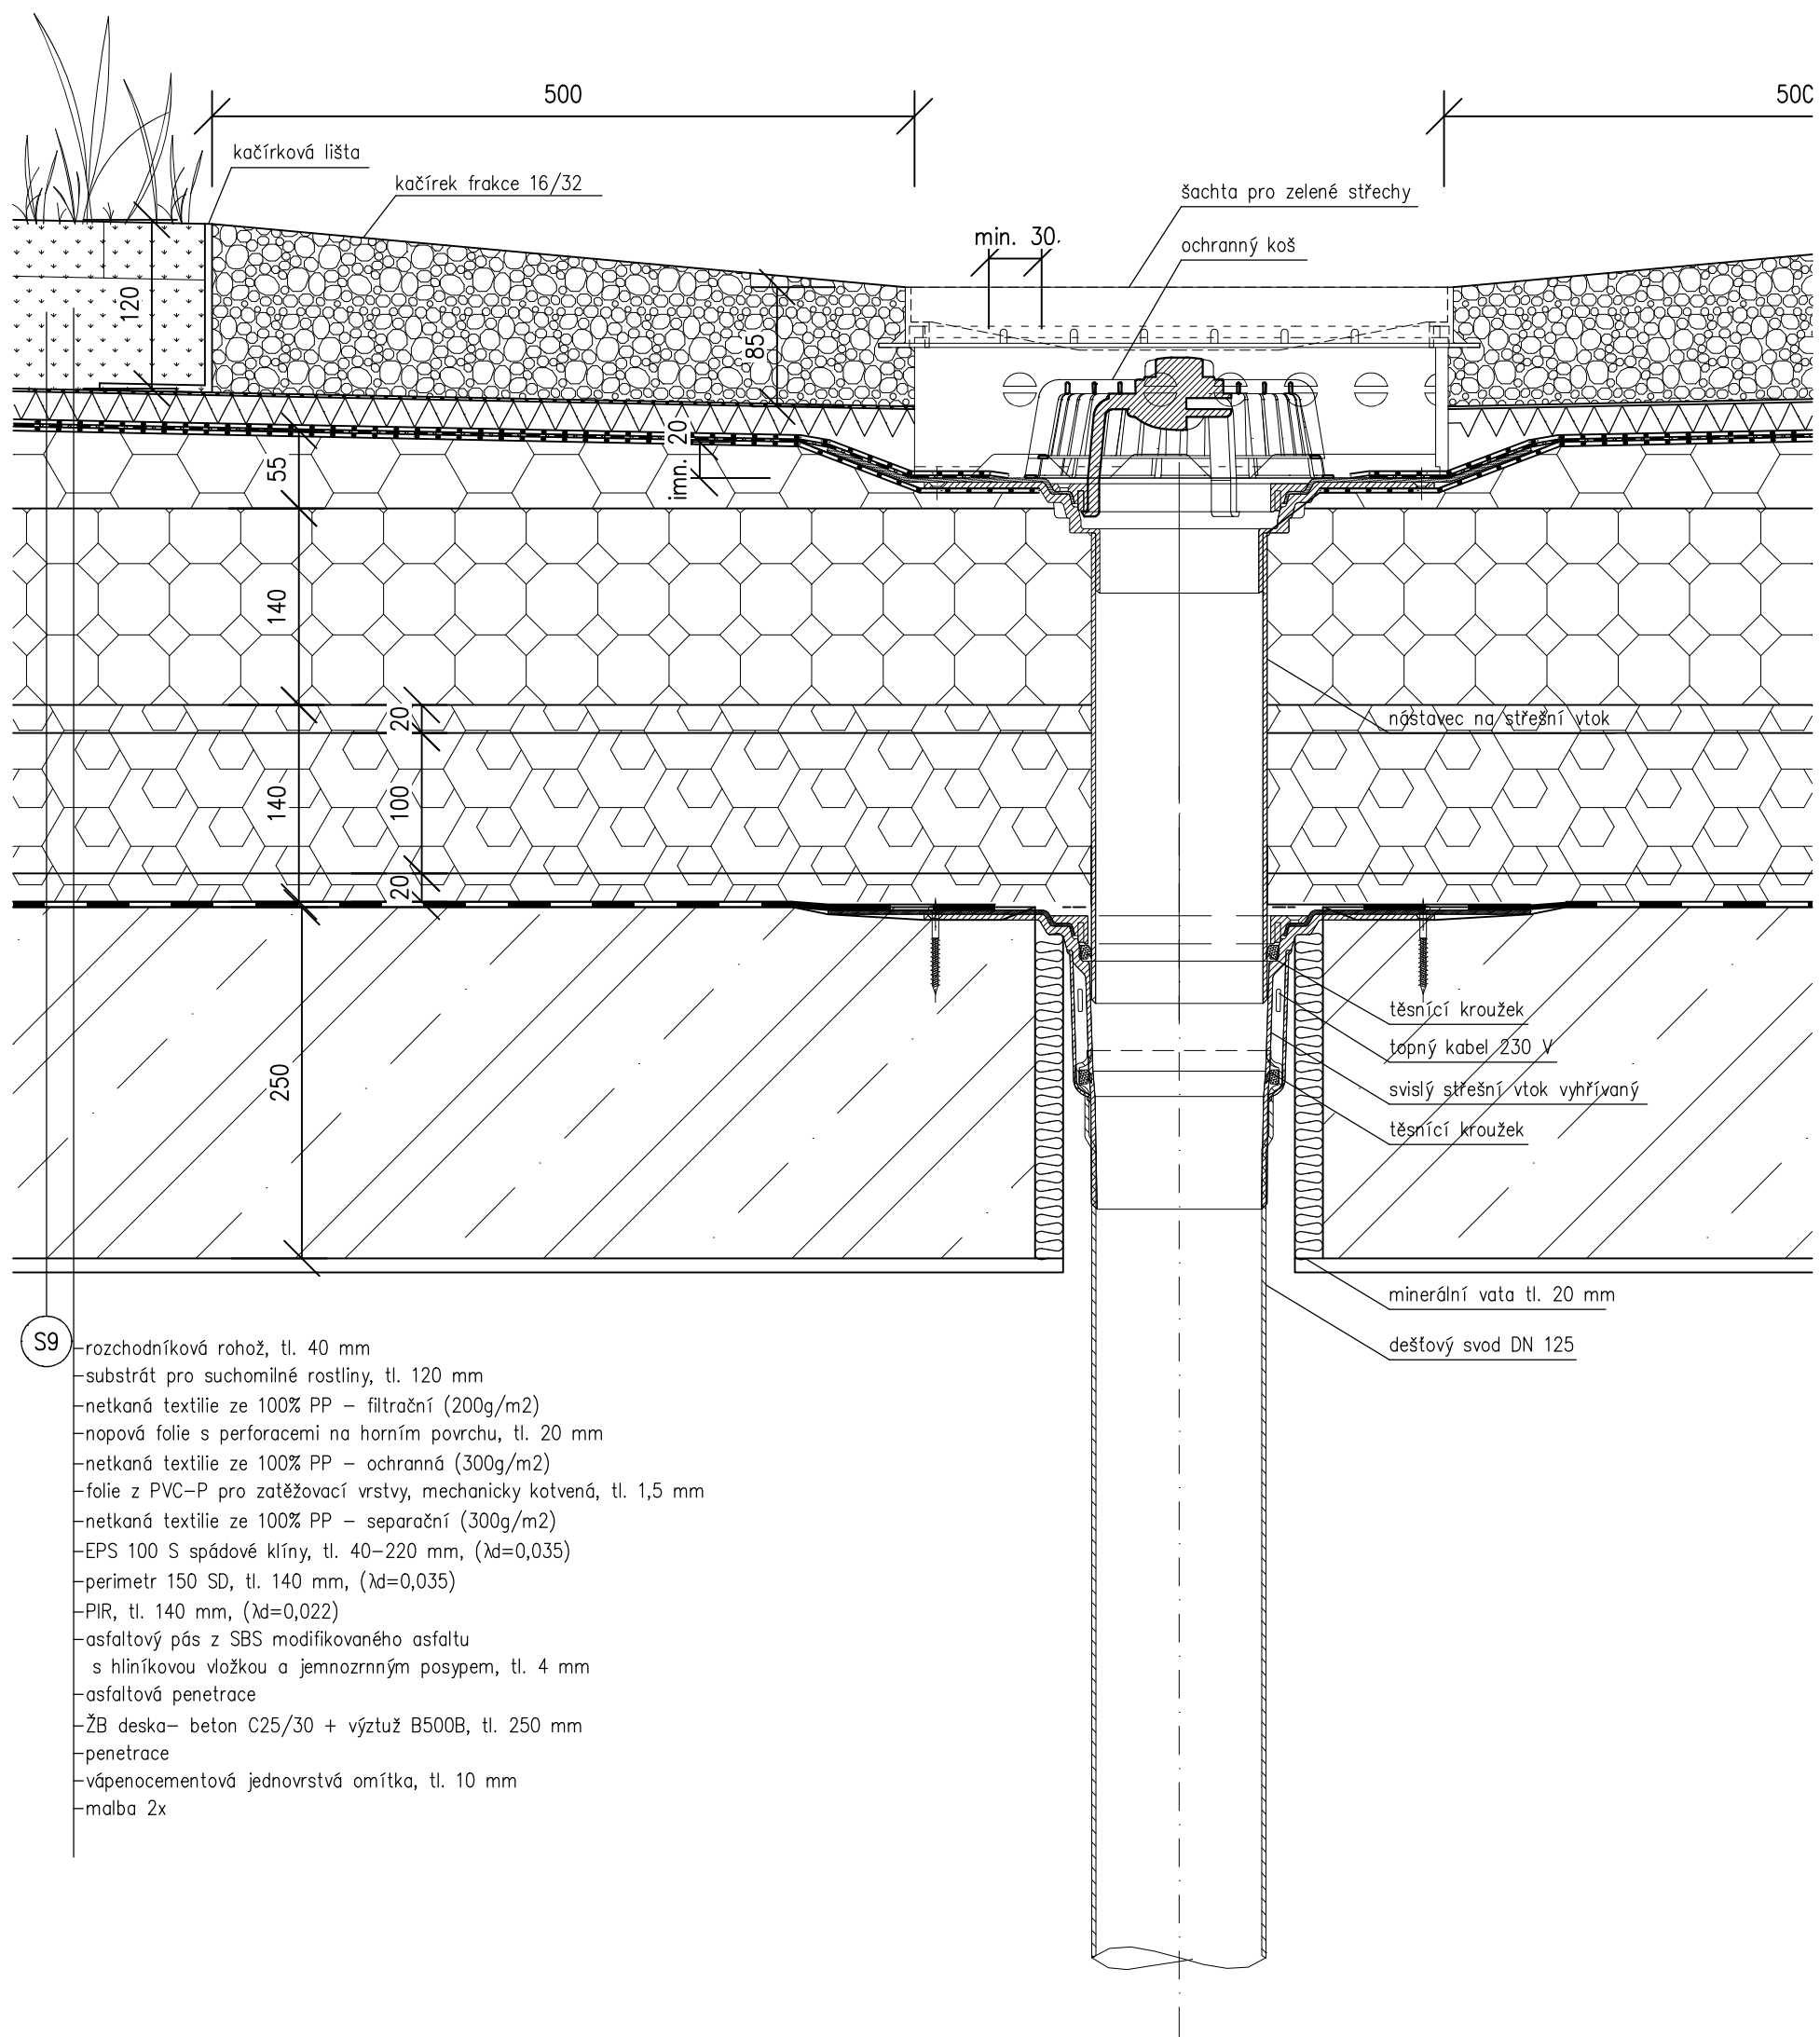 500
500
kačírková lišta
kačírek frakce 16/32
šachta pro zelené střechy
min. 30
ochranný koš
120
85
imn. 20
55
140
20
nástavec na střešní vtok
140
100
20
těsnící kroužek
topný kabel 230 V
250
svislý střešní vtok vyhřívaný
těsnící kroužek
minerální vata tl. 20 mm
dešťový svod DN 125
S9
rozchodníková rohož, tl. 40 mm
substrát pro suchomilné rostliny, tl. 120 mm
netkaná textilie ze 100% PP – filtrační (200g/m2)
nopová folie s perforacemi na horním povrchu, tl. 20 mm
netkaná textilie ze 100% PP – ochranná (300g/m2)
folie z PVC–P pro zatěžovací vrstvy, mechanicky kotvená, tl. 1,5 mm
netkaná textilie ze 100% PP – separační (300g/m2)
EPS 100 S spádové klíny, tl. 40–220 mm, (λd=0,035)
perimetr 150 SD, tl. 140 mm, (λd=0,035)
PIR, tl. 140 mm, (λd=0,022)
asfaltový pás z SBS modifikovaného asfaltu
s hliníkovou vložkou a jemnozrnným posypem, tl. 4 mm
asfaltová penetrace
ŽB deska– beton C25/30 + výztuž B500B, tl. 250 mm
penetrace
vápenocementová jednovrstvá omítka, tl. 10 mm
malba 2x